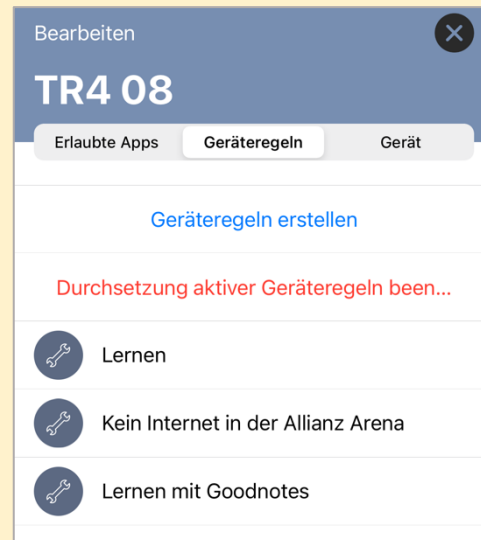 Bearbeiten
TR4 08
Erlaubte Apps Geräteregeln Gerät
Geräteregeln erstellen
Durchsetzung aktiver Geräteregeln been...
Lernen
Kein Internet in der Allianz Arena
Lernen mit Goodnotes